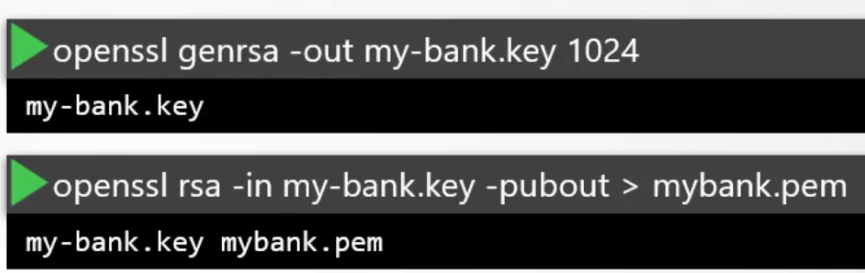 openssl genrsa -out my-bank.key 1024
my-bank.key
openssl rsa -in my-bank.key -pubout > mybank.pem
my-bank.key mybank.pem